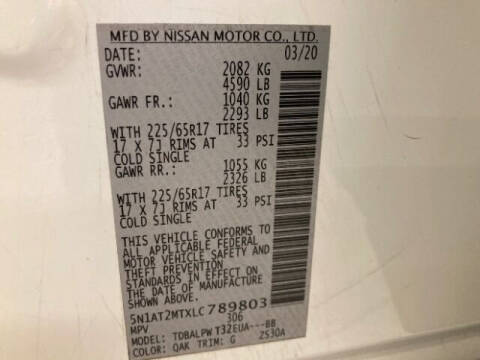 MFD BY NISSAN MOTOR CO., LTD.
DATE: 03/20
GVWR: 2082 KG
4590 LB
GAWR FR.: 1040 KG
2293 LB
WITH 225/65R17 TIRES
17 X 7J RIMS AT 33 PSI
COLD SINGLE
GAWR RR.: 1055 KG
2326 LB
WITH 225/65R17 TIRES
17 X 7J RIMS AT 33 PSI
COLD SINGLE
THIS VEHICLE CONFORMS TO
ALL APPLICABLE FEDERAL
MOTOR VEHICLE SAFETY AND
THEFT PREVENTION
STANDARDS IN EFFECT ON
THE DATE OF MANUFACTURE
SHOWN ABOVE.
5N1AT2MTXLC789803
MPV 306
MODEL: TDBALPW T32EUA---BB
COLOR: QAK TRIM: G 2S30A